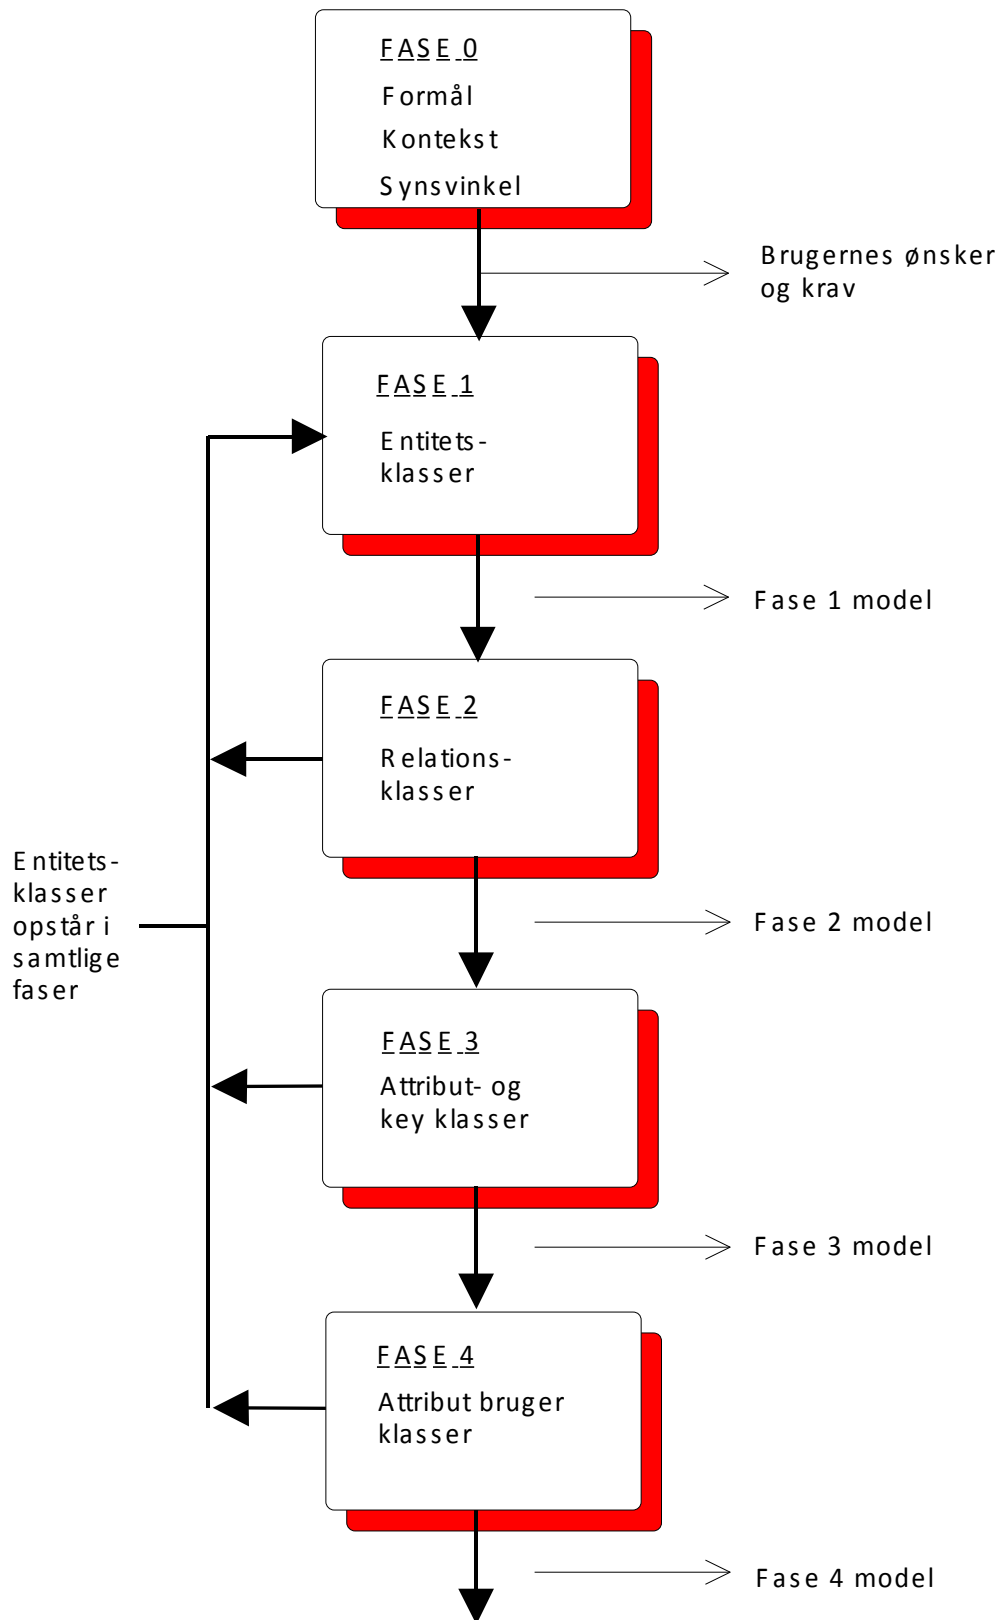 FASE 0
Formål
Kontekst
Synsvinkel
Brugernes ønsker
og krav
FASE 1
Entitets-
klasser
Fase 1 model
FASE 2
Relations-
klasser
Entitets-
klasser
opstår i
samtlige
faser
Fase 2 model
FASE 3
Attribut- og
key klasser
Fase 3 model
FASE 4
Attribut bruger
klasser
Fase 4 model